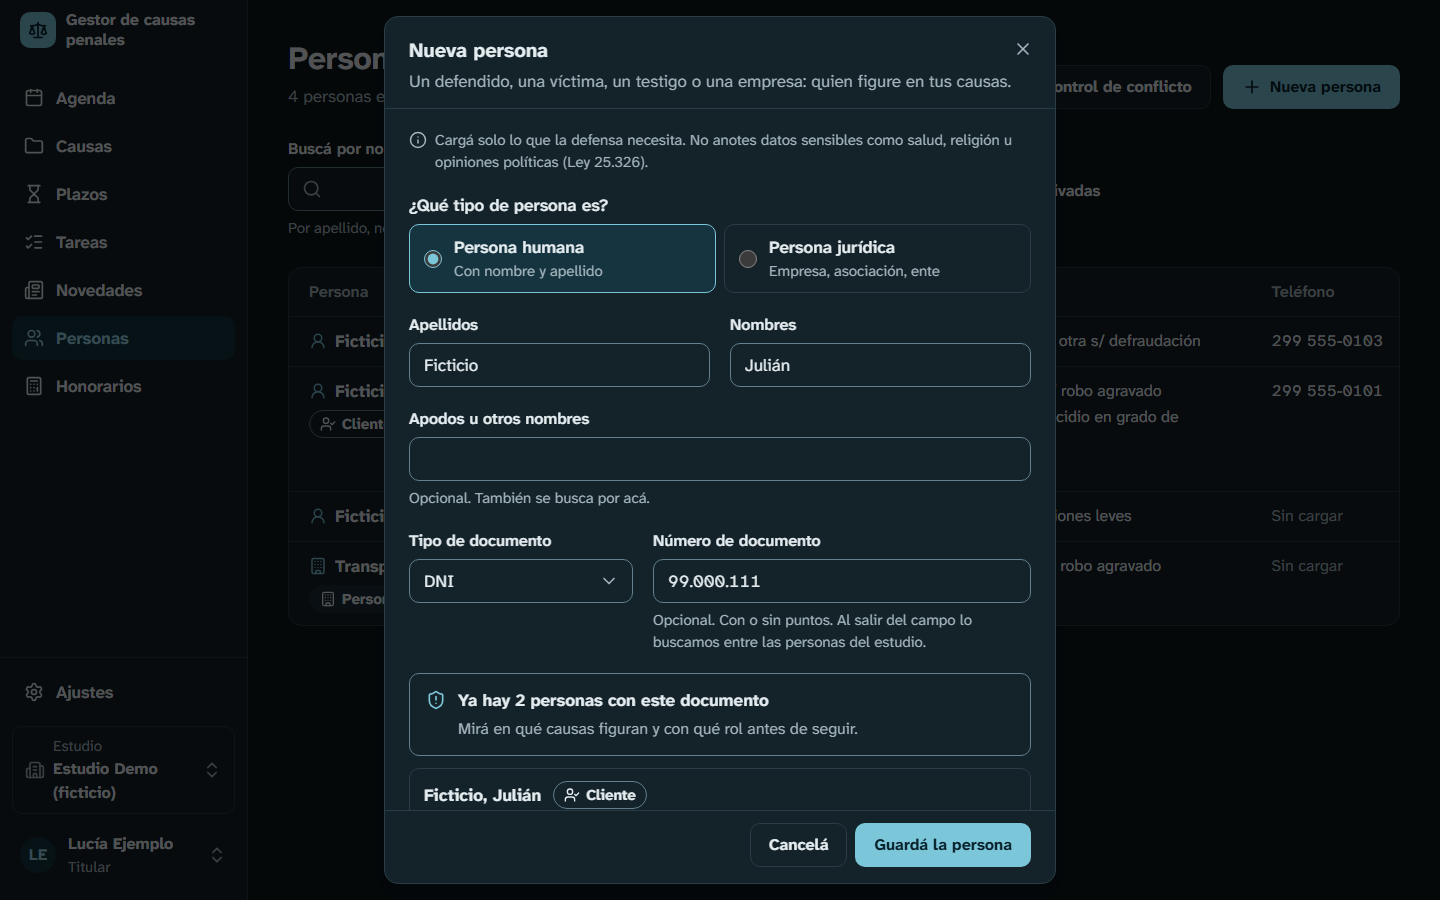 Gestor de causas
penales
Agenda
Causas
Plazos
Tareas
Novedades
Personas
Honorarios
Ajustes
Estudio
Estudio Demo
(ficticio)
LE
Lucía Ejemplo
Titular
4 personas
Nueva persona
Buscá por
Por apellido,
Persona
Teléfono
otra s/ defraudación
299 555-0103
robo agravado
299 555-0101
en grado de
leves
Sin cargar
robo agravado
Sin cargar
de conflicto
Nueva persona
Un defendido, una víctima, un testigo o una empresa: quien figure en tus causas.
Cargá solo lo que la defensa necesita. No anotes datos sensibles como salud, religión u
opiniones políticas (Ley 25.326).
¿Qué tipo de persona es?
Persona humana
Con nombre y apellido
Persona jurídica
Empresa, asociación, ente
Apellidos
Nombres
Ficticio
Julián
Apodos u otros nombres
Opcional. También se busca por acá.
Tipo de documento
Número de documento
DNI
99.000.111
Opcional. Con o sin puntos. Al salir del campo lo
buscamos entre las personas del estudio.
Ya hay 2 personas con este documento
Mirá en qué causas figuran y con qué rol antes de seguir.
Ficticio, Julián
Cliente
Cancelá
Guardá la persona